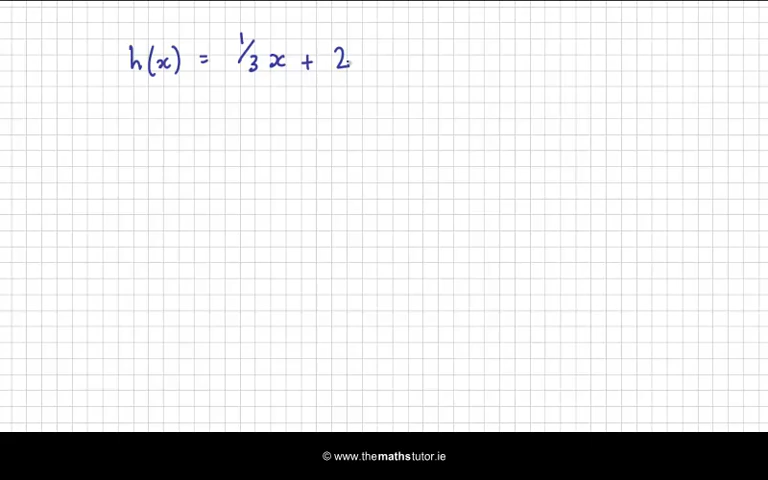 h(x) = 1/3 x + 2
© www.themathstutor.ie